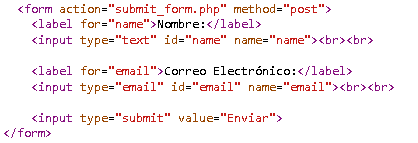 <form action="submit_form.php" method="post">
<label for="name">Nombre:</label>
<input type="text" id="name" name="name"><br><br>
<label for="email">Correo Electrónico:</label>
<input type="email" id="email" name="email"><br><br>
<input type="submit" value="Enviar">
</form>